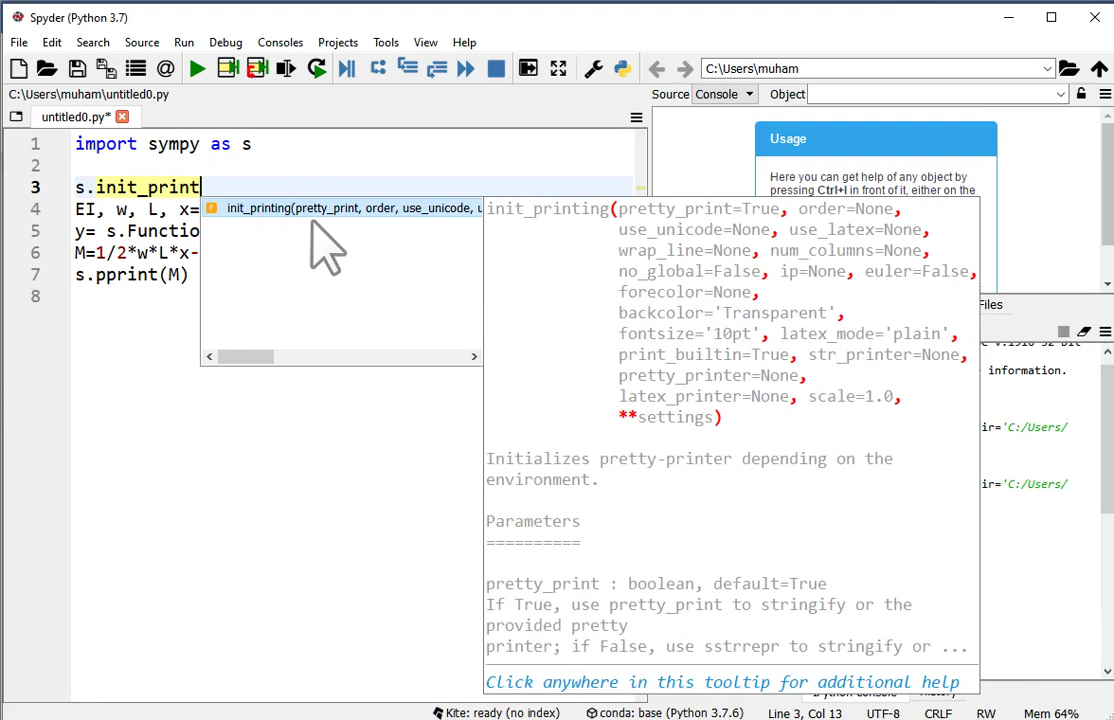 Spyder (Python 3.7)
File Edit Search Source Run Debug Consoles Projects Tools View Help
C:\Users\muham
C:\Users\muham\untitled0.py
Source Console Object
untitled0.py*
Usage
1 import sympy as s
2
Here you can get help of any object by
pressing Ctrl+I in front of it, either on the
3 s.init_print
4 EI, w, L, x=
init_printing(pretty_print, order, use_unicode, u
5 y= s.Functio
6 M=1/2*w*L*x-
7 s.pprint(M)
8
init_printing(pretty_print=True, order=None,
use_unicode=None, use_latex=None,
wrap_line=None, num_columns=None,
no_global=False, ip=None, euler=False,
forecolor=None,
backcolor='Transparent',
fontsize='10pt', latex_mode='plain',
print_builtin=True, str_printer=None,
pretty_printer=None,
latex_printer=None, scale=1.0,
**settings)
Initializes pretty-printer depending on the
environment.
Parameters
==========
pretty_print : boolean, default=True
If True, use pretty_print to stringify or the
provided pretty
printer; if False, use sstrrepr to stringify or ...
Click anywhere in this tooltip for additional help
Files
information.
ir='C:/Users/
ir='C:/Users/
Kite: ready (no index) conda: base (Python 3.7.6) Line 3, Col 13 UTF-8 CRLF RW Mem 64%